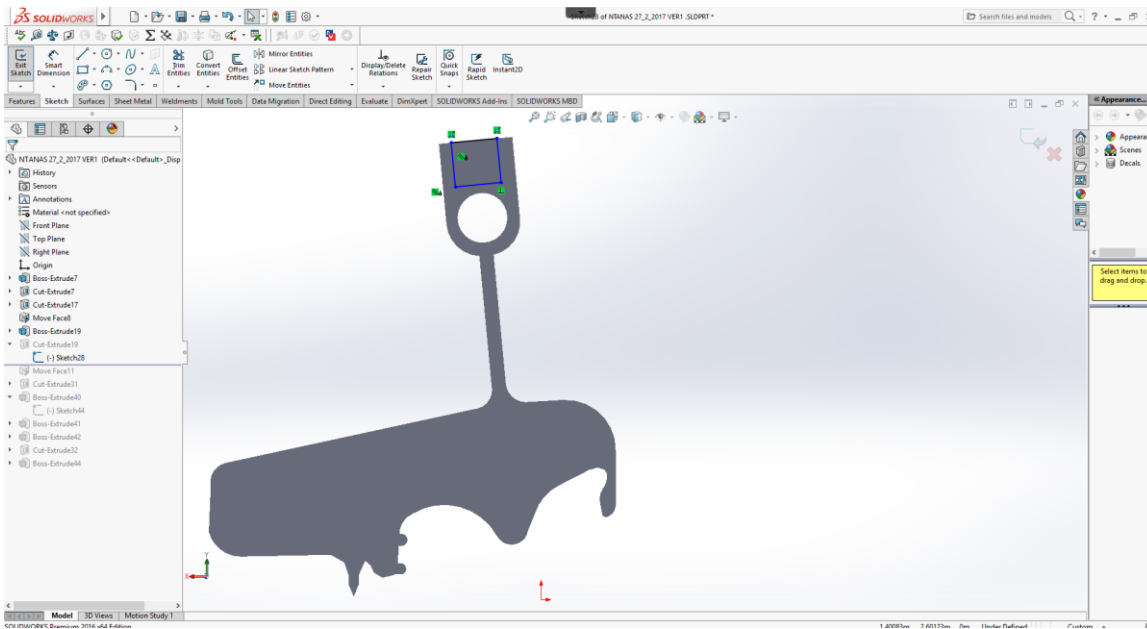 SOLIDWORKS
of NTANAS 27_2_2017 VER1 .SLDPRT *
Search files and models
Exit Sketch
Smart Dimension
Trim Entities
Convert Entities
Offset Entities
Mirror Entities
Linear Sketch Pattern
Move Entities
Display/Delete Relations
Repair Sketch
Quick Snaps
Rapid Sketch
Instant2D
Features Sketch Surfaces Sheet Metal Weldments Mold Tools Data Migration Direct Editing Evaluate DimXpert SOLIDWORKS Add-Ins SOLIDWORKS MBD
Appearance...
NTANAS 27_2_2017 VER1 (Default<<Default>_Disp
History
Sensors
Annotations
Material <not specified>
Front Plane
Top Plane
Right Plane
Origin
Boss-Extrude7
Cut-Extrude7
Cut-Extrude17
Move Face8
Boss-Extrude19
Cut-Extrude19
(-) Sketch28
Move Face11
Cut-Extrude31
Boss-Extrude40
(-) Sketch44
Boss-Extrude41
Boss-Extrude42
Cut-Extrude32
Boss-Extrude44
Appeara
Scenes
Decals
Select items to
drag and drop.
Y
X
Model 3D Views Motion Study 1
SOLIDWORKS Premium 2016 x64 Edition
1.40083m 2.60123m 0m Under Defined Custom